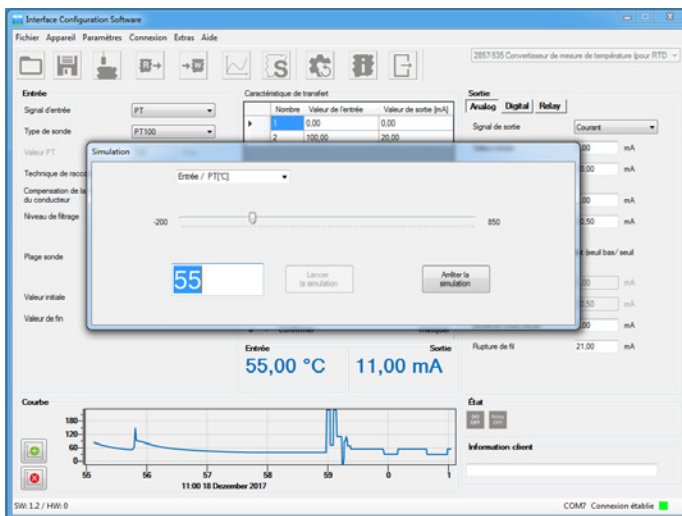 Interface Configuration Software
Fichier Appareil Paramètres Connexion Extras Aide
2857-535 Convertisseur de mesure de température (pour RTD
Entrée
Signal d'entrée
PT
Type de sonde
PT100
Valeur PT
Technique de racco
Compensation de la
du conducteur
Niveau de filtrage
Plage sonde
Valeur initiale
Valeur de fin
Caractéristique de transfert
Nombre Valeur de l'entrée Valeur de sortie [mA]
1 0,00 0,00
2 100,00 20,00
Sortie
Analog Digital Relay
Signal de sortie
Courant
mA
mA
mA
mA
mA
mA
mA
Rupture de fil
21,00 mA
Simulation
Entrée / PT[°C]
-200
850
55
Lancer
la simulation
Arrêter la
simulation
Entrée
Sortie
55,00 °C
11,00 mA
Courbe
180
120
60
0
55 56 57 58 59 0 1
11:00 18 Dezember 2017
État
DO
OFF
Relay
OFF
Information client
SW: 1.2 / HW: 0
COM7 Connexion établie